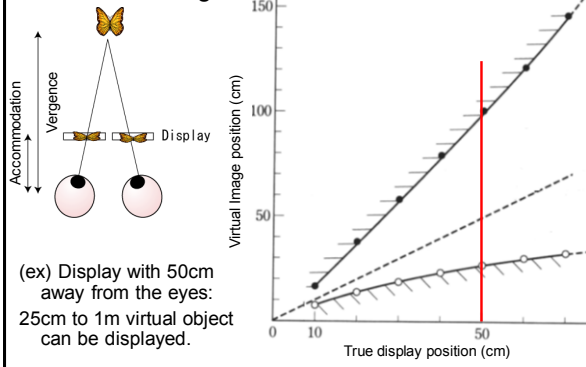 Accommodation
Vergence
Display
(ex) Display with 50cm
away from the eyes:
25cm to 1m virtual object
can be displayed.
Virtual Image position (cm)
150
100
50
0
10
50
True display position (cm)